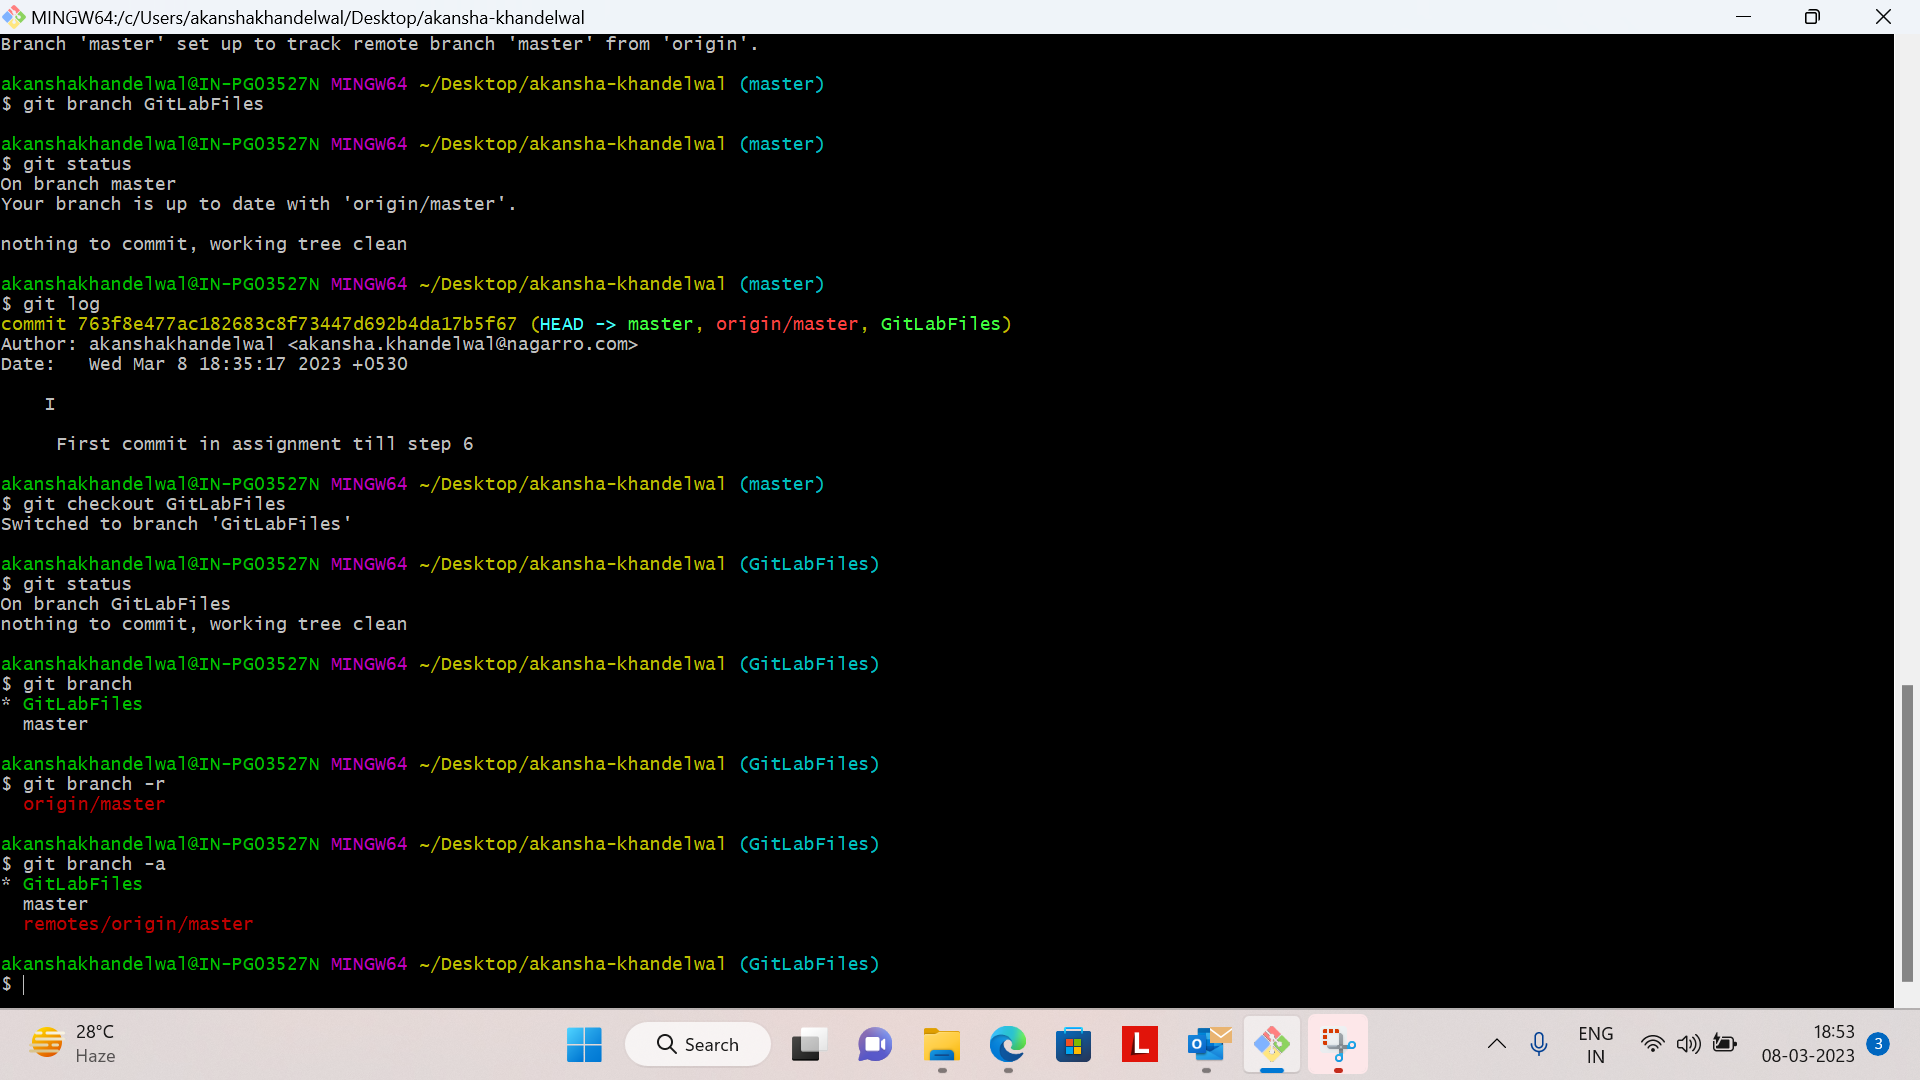 MINGW64:/c/Users/akanshakhandelwal/Desktop/akansha-khandelwal
Branch 'master' set up to track remote branch 'master' from 'origin'.
akanshakhandelwal@IN-PG03527N MINGW64 ~/Desktop/akansha-khandelwal (master)
$ git branch GitLabFiles
akanshakhandelwal@IN-PG03527N MINGW64 ~/Desktop/akansha-khandelwal (master)
$ git status
On branch master
Your branch is up to date with 'origin/master'.
nothing to commit, working tree clean
akanshakhandelwal@IN-PG03527N MINGW64 ~/Desktop/akansha-khandelwal (master)
$ git log
commit 763f8e477ac182683c8f73447d692b4da17b5f67 (HEAD -> master, origin/master, GitLabFiles)
Author: akanshakhandelwal <akansha.khandelwal@nagarro.com>
Date:   Wed Mar 8 18:35:17 2023 +0530
First commit in assignment till step 6
akanshakhandelwal@IN-PG03527N MINGW64 ~/Desktop/akansha-khandelwal (master)
$ git checkout GitLabFiles
Switched to branch 'GitLabFiles'
akanshakhandelwal@IN-PG03527N MINGW64 ~/Desktop/akansha-khandelwal (GitLabFiles)
$ git status
On branch GitLabFiles
nothing to commit, working tree clean
akanshakhandelwal@IN-PG03527N MINGW64 ~/Desktop/akansha-khandelwal (GitLabFiles)
$ git branch
* GitLabFiles
master
akanshakhandelwal@IN-PG03527N MINGW64 ~/Desktop/akansha-khandelwal (GitLabFiles)
$ git branch -r
origin/master
akanshakhandelwal@IN-PG03527N MINGW64 ~/Desktop/akansha-khandelwal (GitLabFiles)
$ git branch -a
* GitLabFiles
master
remotes/origin/master
akanshakhandelwal@IN-PG03527N MINGW64 ~/Desktop/akansha-khandelwal (GitLabFiles)
$
28°C
Haze
Search
L
ENG
IN
18:53
08-03-2023
3